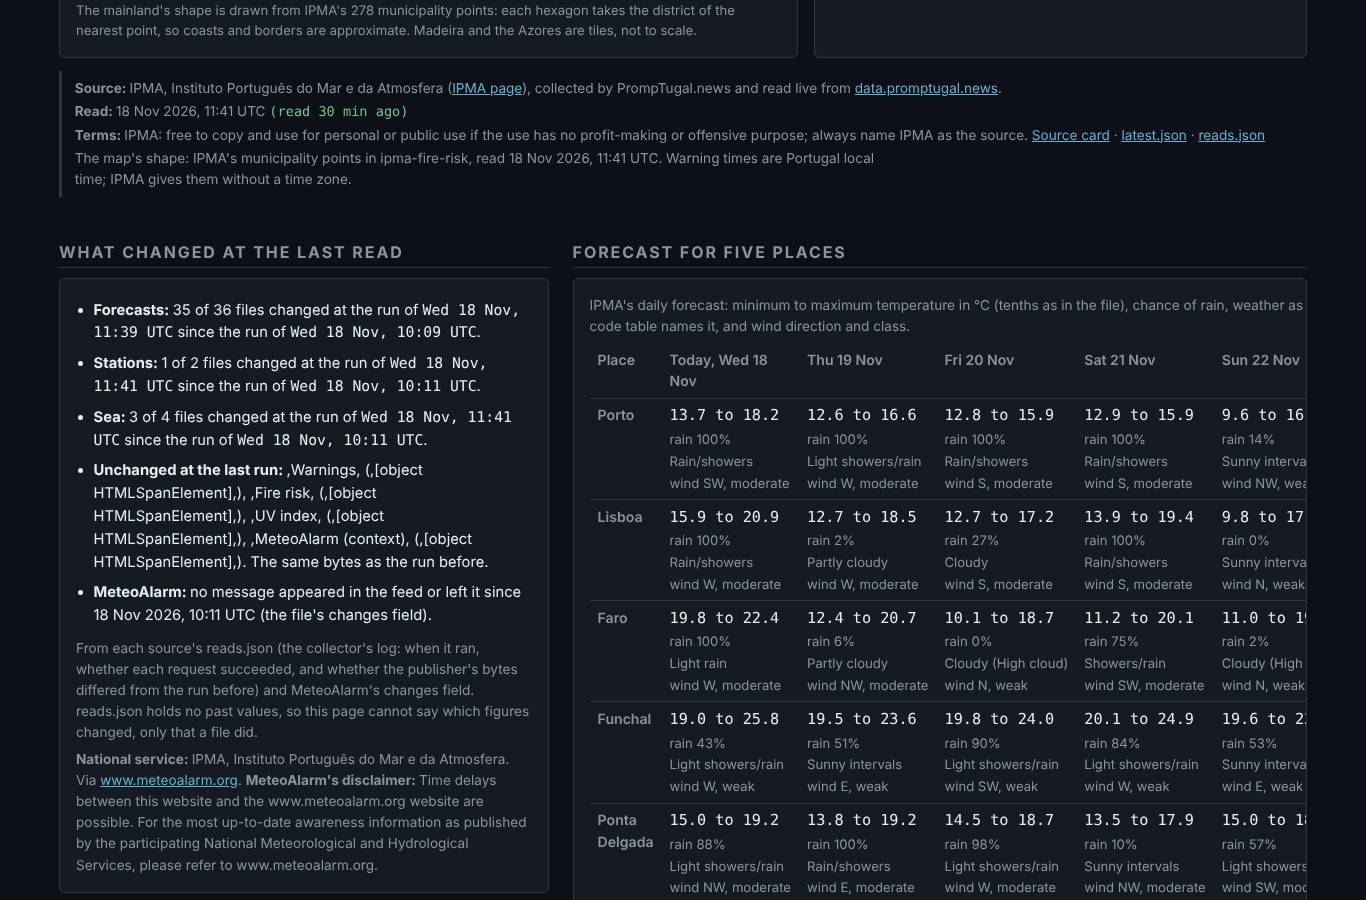 The mainland's shape is drawn from IPMA's 278 municipality points: each hexagon takes the district of the
nearest point, so coasts and borders are approximate. Madeira and the Azores are tiles, not to scale.
Source: IPMA, Instituto Português do Mar e da Atmosfera (IPMA page), collected by PrompTugal.news and read live from data.promptugal.news.
Read: 18 Nov 2026, 11:41 UTC (read 30 min ago)
Terms: IPMA: free to copy and use for personal or public use if the use has no profit-making or offensive purpose; always name IPMA as the source. Source card · latest.json · reads.json
The map's shape: IPMA's municipality points in ipma-fire-risk, read 18 Nov 2026, 11:41 UTC. Warning times are Portugal local
time; IPMA gives them without a time zone.
WHAT CHANGED AT THE LAST READ
• Forecasts: 35 of 36 files changed at the run of Wed 18 Nov,
11:39 UTC since the run of Wed 18 Nov, 10:09 UTC.
• Stations: 1 of 2 files changed at the run of Wed 18 Nov,
11:41 UTC since the run of Wed 18 Nov, 10:11 UTC.
• Sea: 3 of 4 files changed at the run of Wed 18 Nov, 11:41
UTC since the run of Wed 18 Nov, 10:11 UTC.
• Unchanged at the last run: ,Warnings, (,[object
HTMLSpanElement],), ,Fire risk, (,[object
HTMLSpanElement],), ,UV index, (,[object
HTMLSpanElement],), ,MeteoAlarm (context), (,[object
HTMLSpanElement],). The same bytes as the run before.
• MeteoAlarm: no message appeared in the feed or left it since
18 Nov 2026, 10:11 UTC (the file's changes field).
From each source's reads.json (the collector's log: when it ran,
whether each request succeeded, and whether the publisher's bytes
differed from the run before) and MeteoAlarm's changes field.
reads.json holds no past values, so this page cannot say which figures
changed, only that a file did.
National service: IPMA, Instituto Português do Mar e da Atmosfera.
Via www.meteoalarm.org. MeteoAlarm's disclaimer: Time delays
between this website and the www.meteoalarm.org website are
possible. For the most up-to-date awareness information as published
by the participating National Meteorological and Hydrological
Services, please refer to www.meteoalarm.org.
FORECAST FOR FIVE PLACES
IPMA's daily forecast: minimum to maximum temperature in °C (tenths as in the file), chance of rain, weather as
code table names it, and wind direction and class.
Place Today, Wed 18 Thu 19 Nov Fri 20 Nov Sat 21 Nov Sun 22 Nov
Nov
Porto 13.7 to 18.2 12.6 to 16.6 12.8 to 15.9 12.9 to 15.9 9.6 to 16
rain 100% rain 100% rain 100% rain 100% rain 14%
Rain/showers Light showers/rain Rain/showers Rain/showers Sunny interva
wind SW, moderate wind W, moderate wind S, moderate wind S, moderate wind NW, wea
Lisboa 15.9 to 20.9 12.7 to 18.5 12.7 to 17.2 13.9 to 19.4 9.8 to 17
rain 100% rain 2% rain 27% rain 100% rain 0%
Rain/showers Partly cloudy Cloudy Rain/showers Sunny interva
wind W, moderate wind W, moderate wind S, moderate wind S, moderate wind N, weak
Faro 19.8 to 22.4 12.4 to 20.7 10.1 to 18.7 11.2 to 20.1 11.0 to 19
rain 100% rain 6% rain 0% rain 75% rain 2%
Light rain Partly cloudy Cloudy (High cloud) Showers/rain Cloudy (High
wind W, moderate wind NW, moderate wind N, weak wind SW, moderate wind N, weak
Funchal 19.0 to 25.8 19.5 to 23.6 19.8 to 24.0 20.1 to 24.9 19.6 to
rain 43% rain 51% rain 90% rain 84% rain 53%
Light showers/rain Sunny intervals Light showers/rain Light showers/rain Sunny interva
wind W, weak wind E, weak wind SW, weak wind W, weak wind E, weak
Ponta 15.0 to 19.2 13.8 to 19.2 14.5 to 18.7 13.5 to 17.9 15.0 to
Delgada rain 88% rain 100% rain 98% rain 10% rain 57%
Light showers/rain Rain/showers Light showers/rain Sunny intervals Light showers
wind NW, moderate wind E, moderate wind W, moderate wind NW, moderate wind SW, mod